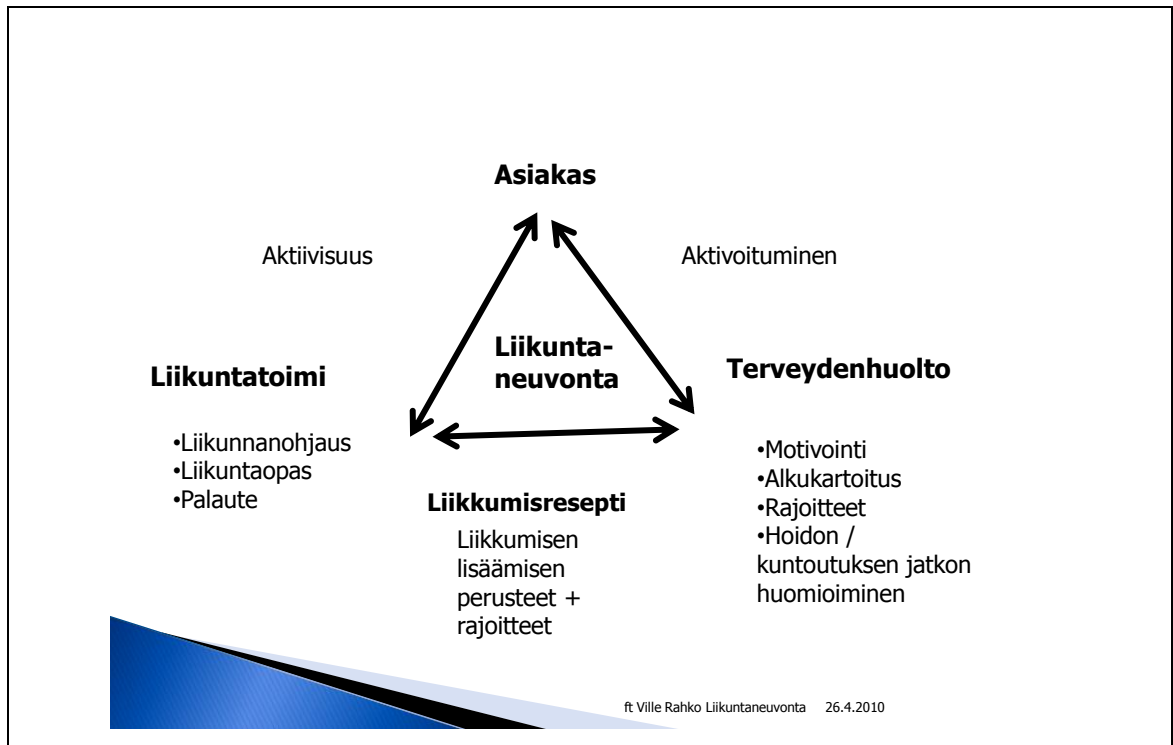 Asiakas
Aktiivisuus
Aktivoituminen
Liikunta-
neuvonta
Liikuntatoimi
•Liikunnanohjaus
•Liikuntaopas
•Palaute
Terveydenhuolto
•Motivointi
•Alkukartoitus
•Rajoitteet
•Hoidon /
kuntoutuksen jatkon
huomioiminen
Liikkumisresepti
Liikkumisen
lisäämisen
perusteet +
rajoitteet
ft Ville Rahko Liikuntaneuvonta 26.4.2010